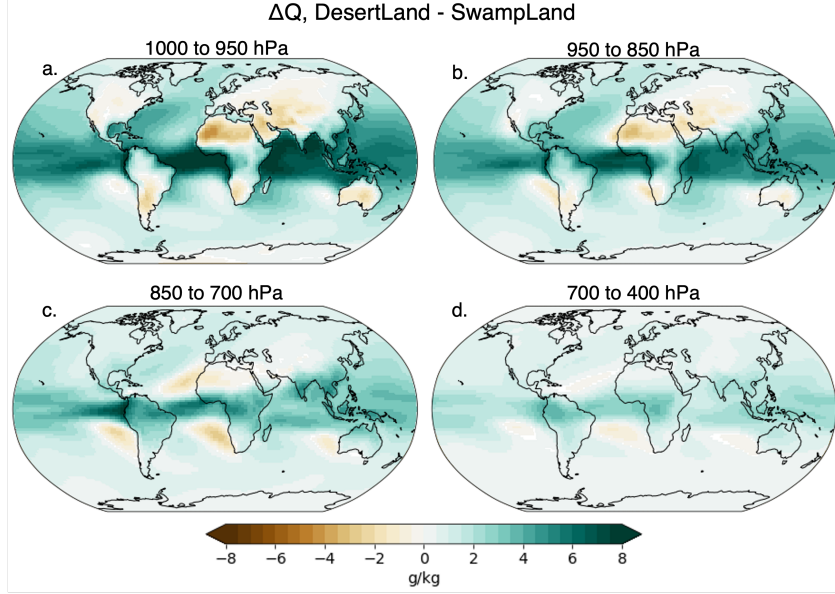 ΔQ, DesertLand - SwampLand
1000 to 950 hPa
950 to 850 hPa
a.
b.
850 to 700 hPa
700 to 400 hPa
c.
d.
−8 −6 −4 −2 0 2 4 6 8
g/kg